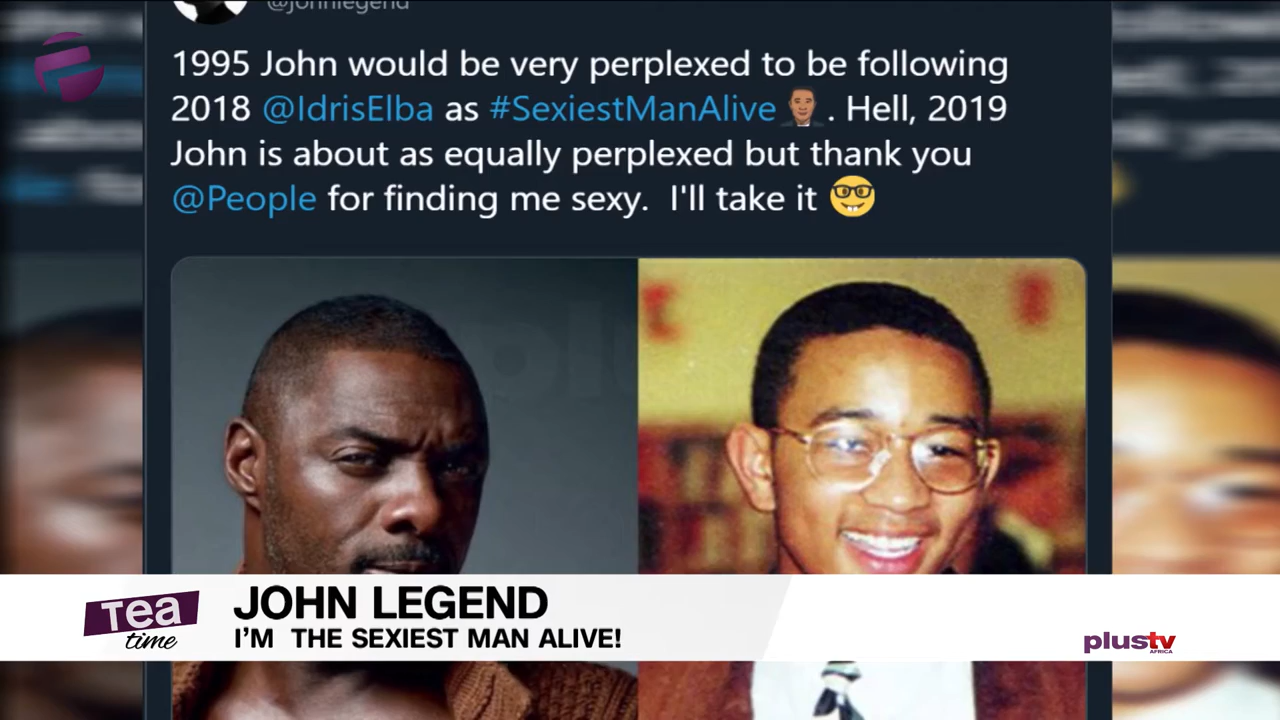 @johnlegend
1995 John would be very perplexed to be following
2018 @IdrisElba as #SexiestManAlive. Hell, 2019
John is about as equally perplexed but thank you
@People for finding me sexy. I'll take it 🤓
Tea
time
JOHN LEGEND
I'M THE SEXIEST MAN ALIVE!
plustv
AFRICA